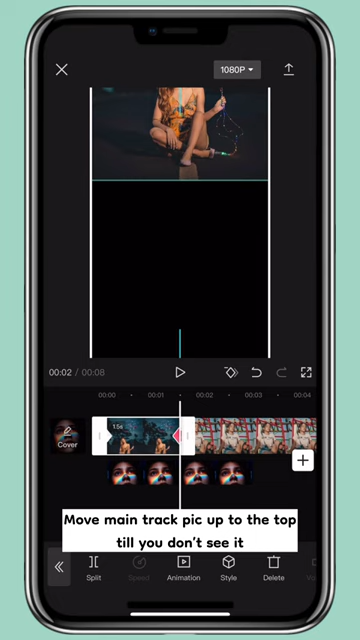 1080P
00:02 / 00:08
00:00 00:01 00:02 00:03 00:04
1.5s
Cover
Move main track pic up to the top
till you don't see it
Split Speed Animation Style Delete